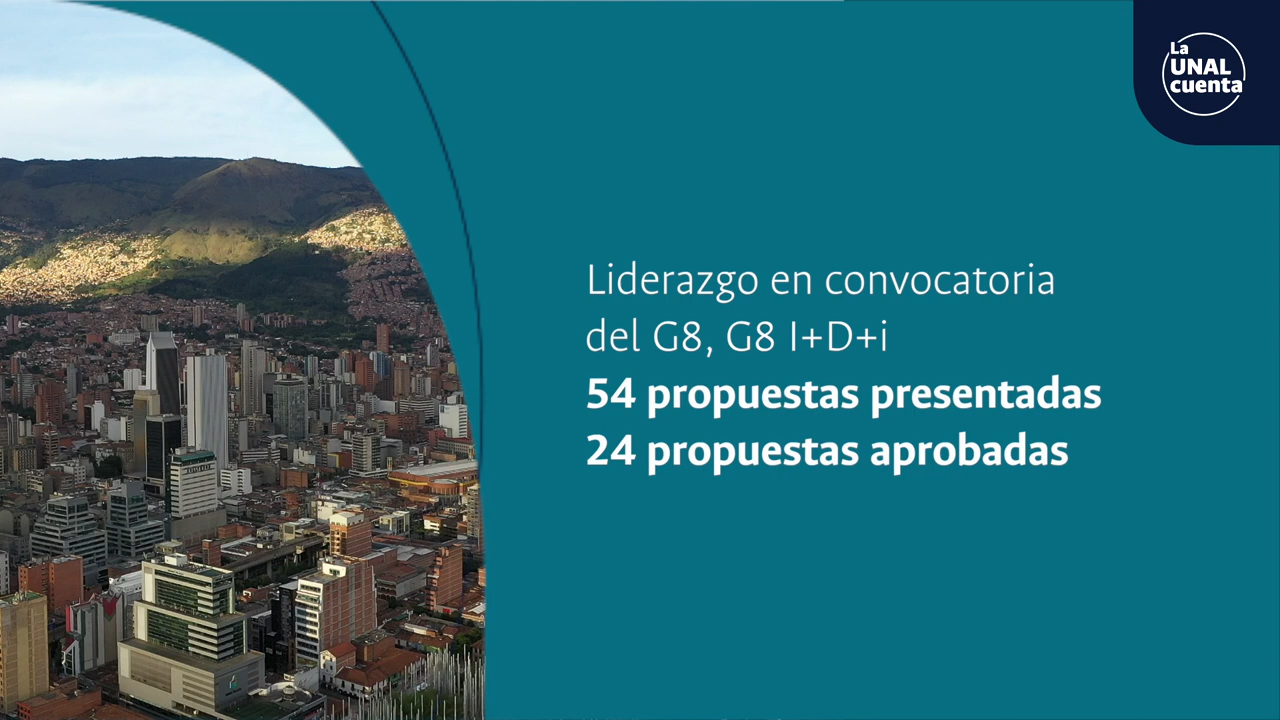 La
UNAL
cuenta
Liderazgo en convocatoria
del G8, G8 I+D+i
54 propuestas presentadas
24 propuestas aprobadas